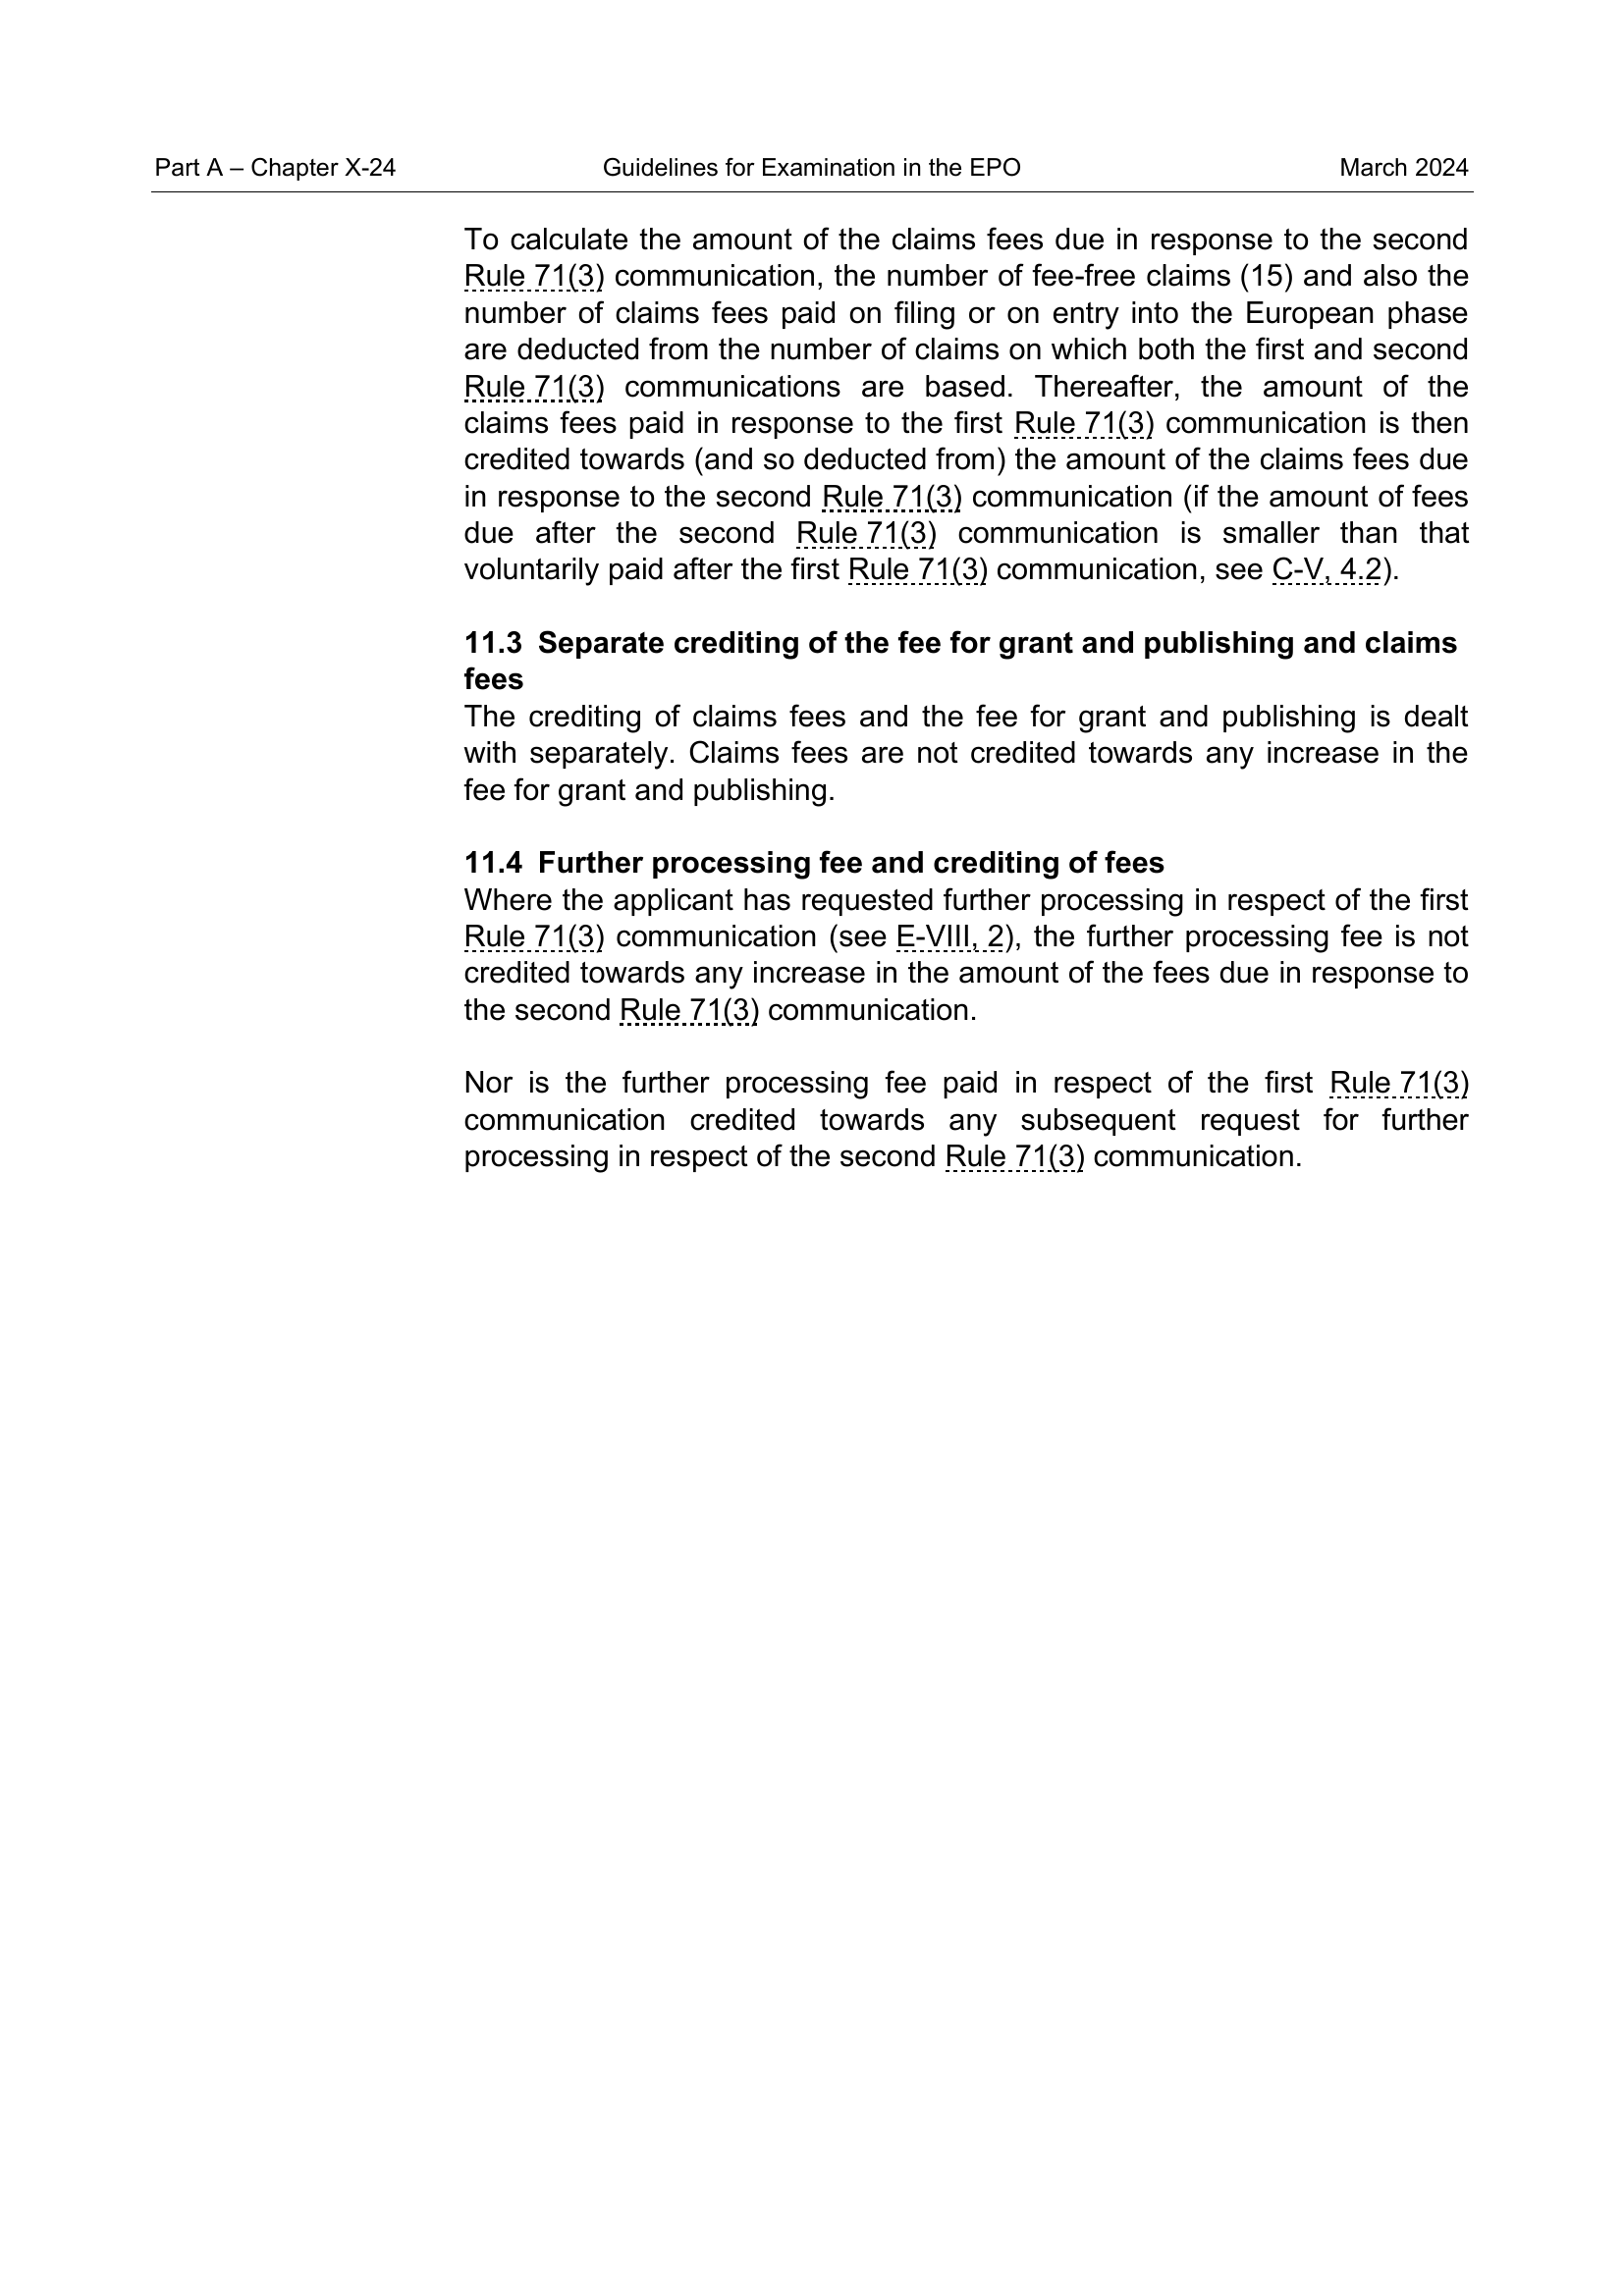 Part A – Chapter X-24 Guidelines for Examination in the EPO March 2024
To calculate the amount of the claims fees due in response to the second
Rule 71(3) communication, the number of fee-free claims (15) and also the
number of claims fees paid on filing or on entry into the European phase
are deducted from the number of claims on which both the first and second
Rule 71(3) communications are based. Thereafter, the amount of the
claims fees paid in response to the first Rule 71(3) communication is then
credited towards (and so deducted from) the amount of the claims fees due
in response to the second Rule 71(3) communication (if the amount of fees
due after the second Rule 71(3) communication is smaller than that
voluntarily paid after the first Rule 71(3) communication, see C-V, 4.2).
11.3 Separate crediting of the fee for grant and publishing and claims
fees
The crediting of claims fees and the fee for grant and publishing is dealt
with separately. Claims fees are not credited towards any increase in the
fee for grant and publishing.
11.4 Further processing fee and crediting of fees
Where the applicant has requested further processing in respect of the first
Rule 71(3) communication (see E-VIII, 2), the further processing fee is not
credited towards any increase in the amount of the fees due in response to
the second Rule 71(3) communication.
Nor is the further processing fee paid in respect of the first Rule 71(3)
communication credited towards any subsequent request for further
processing in respect of the second Rule 71(3) communication.